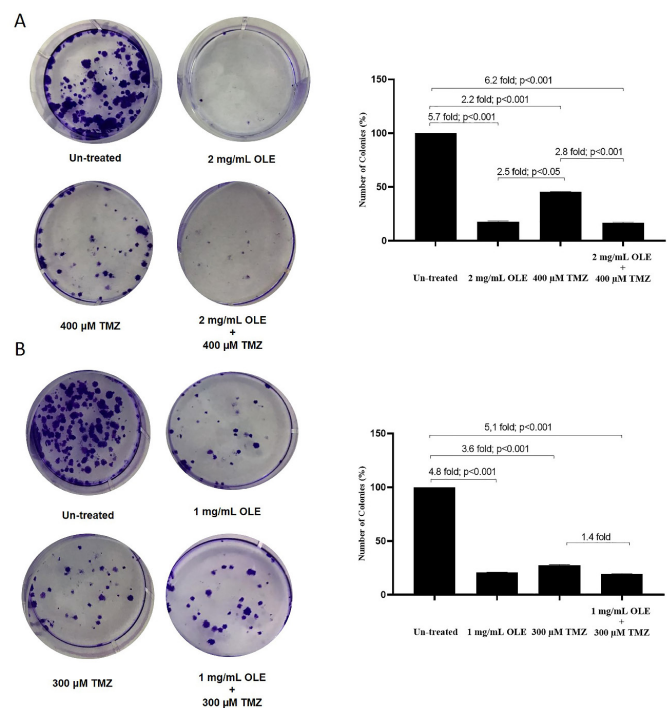 A
Un-treated
2 mg/mL OLE
400 µM TMZ
2 mg/mL OLE
+
400 µM TMZ
Number of Colonies (%)
150
100
50
0
6.2 fold; p<0.001
2.2 fold; p<0.001
5.7 fold; p<0.001
2.8 fold; p<0.001
2.5 fold; p<0.05
Un-treated
2 mg/mL OLE
400 µM TMZ
2 mg/mL OLE
+
400 µM TMZ
B
Un-treated
1 mg/mL OLE
300 µM TMZ
1 mg/mL OLE
+
300 µM TMZ
Number of Colonies (%)
150
100
50
0
5,1 fold; p<0.001
3.6 fold; p<0.001
4.8 fold; p<0.001
1.4 fold
Un-treated
1 mg/mL OLE
300 µM TMZ
1 mg/mL OLE
+
300 µM TMZ